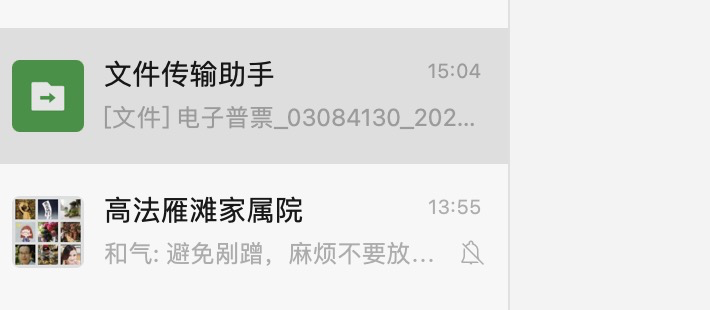 文件传输助手 15:04
[文件] 电子普票_03084130_202...
高法雁滩家属院 13:55
和气: 避免剐蹭，麻烦不要放...